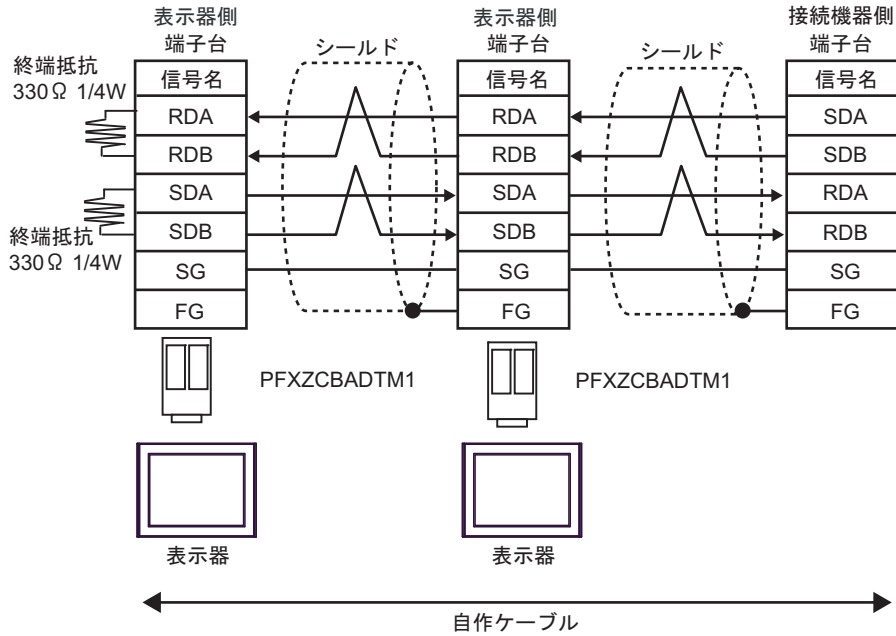 表示器側
端子台
表示器側
端子台
接続機器側
端子台
シールド
シールド
終端抵抗
330Ω 1/4W
終端抵抗
330Ω 1/4W
信号名
RDA
RDB
SDA
SDB
SG
FG
信号名
RDA
RDB
SDA
SDB
SG
FG
信号名
SDA
SDB
RDA
RDB
SG
FG
PFXZCBADTM1
PFXZCBADTM1
表示器
表示器
自作ケーブル